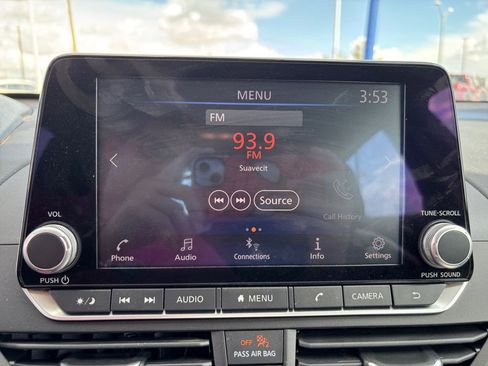 MENU 3:53
FM
93.9
FM
Suavecit
Source
Call History
VOL TUNE-SCROLL
Phone Audio Connections Info Settings
PUSH PUSH SOUND
AUDIO MENU CAMERA
OFF 2
PASS AIR BAG